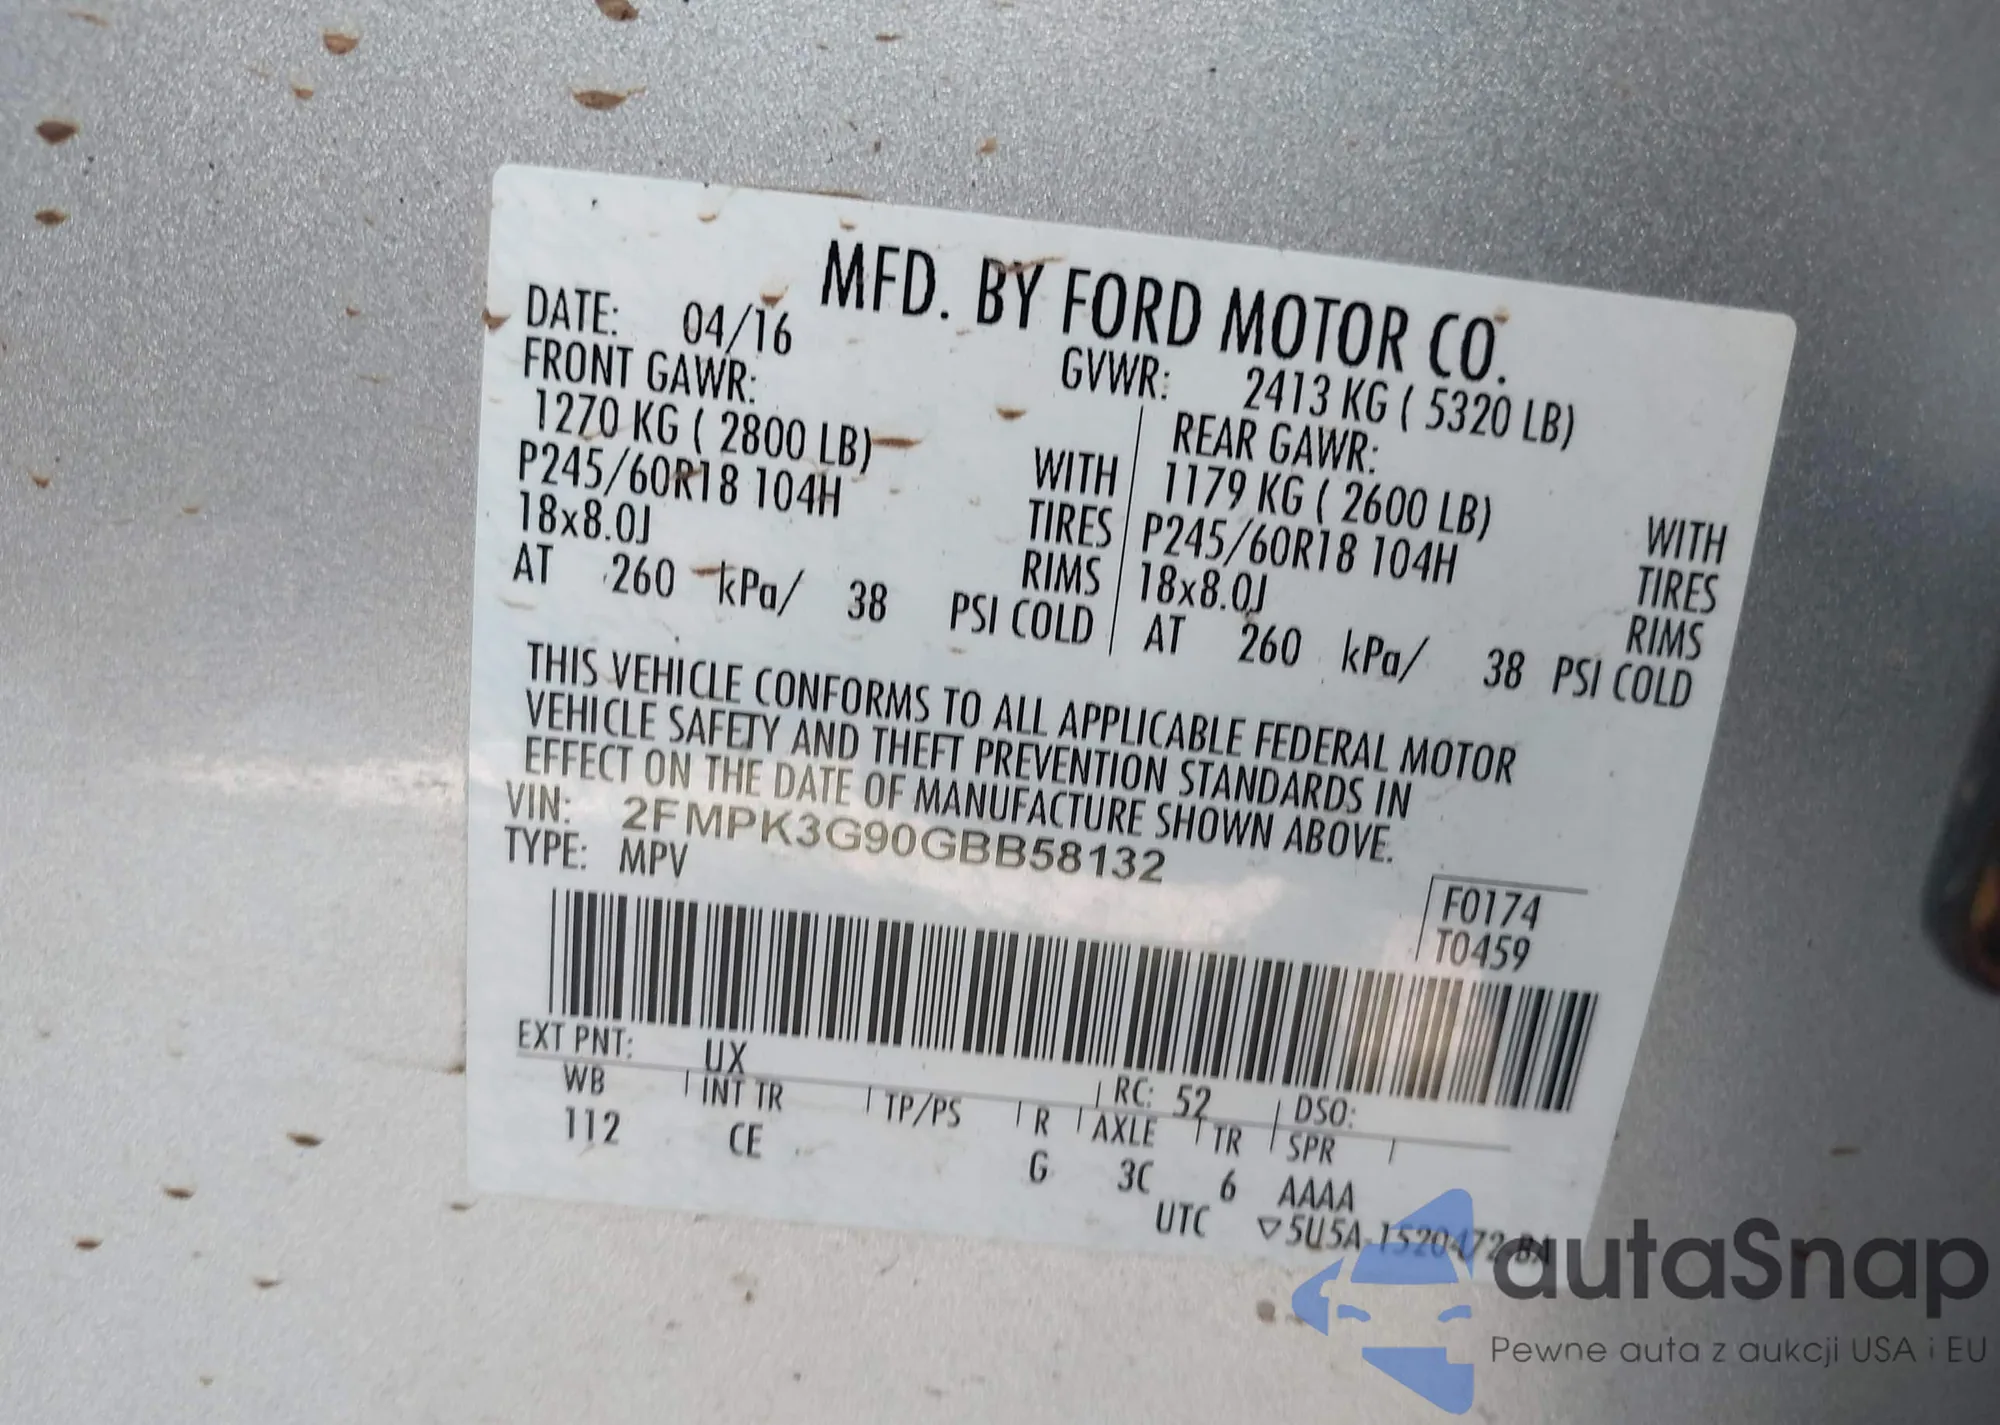 MFD. BY FORD MOTOR CO.
DATE: 04/16
GVWR: 2413 KG ( 5320 LB)
FRONT GAWR:
1270 KG ( 2800 LB) WITH
P245/60R18 104H TIRES
18x8.0J RIMS
AT 260 kPa/ 38 PSI COLD
REAR GAWR:
1179 KG ( 2600 LB) WITH
P245/60R18 104H TIRES
18x8.0J RIMS
AT 260 kPa/ 38 PSI COLD
THIS VEHICLE CONFORMS TO ALL APPLICABLE FEDERAL MOTOR
VEHICLE SAFETY AND THEFT PREVENTION STANDARDS IN
EFFECT ON THE DATE OF MANUFACTURE SHOWN ABOVE.
VIN: 2FMPK3G90GBB58132
TYPE: MPV
F0174
T0459
EXT PNT: UX RC: 52 DSO:
WB INT TR TP/PS R AXLE TR SPR
112 CE G 3C 6 AAAA
UTC ▽5U5A-1520472-BA
autaSnap
Pewne auta z aukcji USA i EU